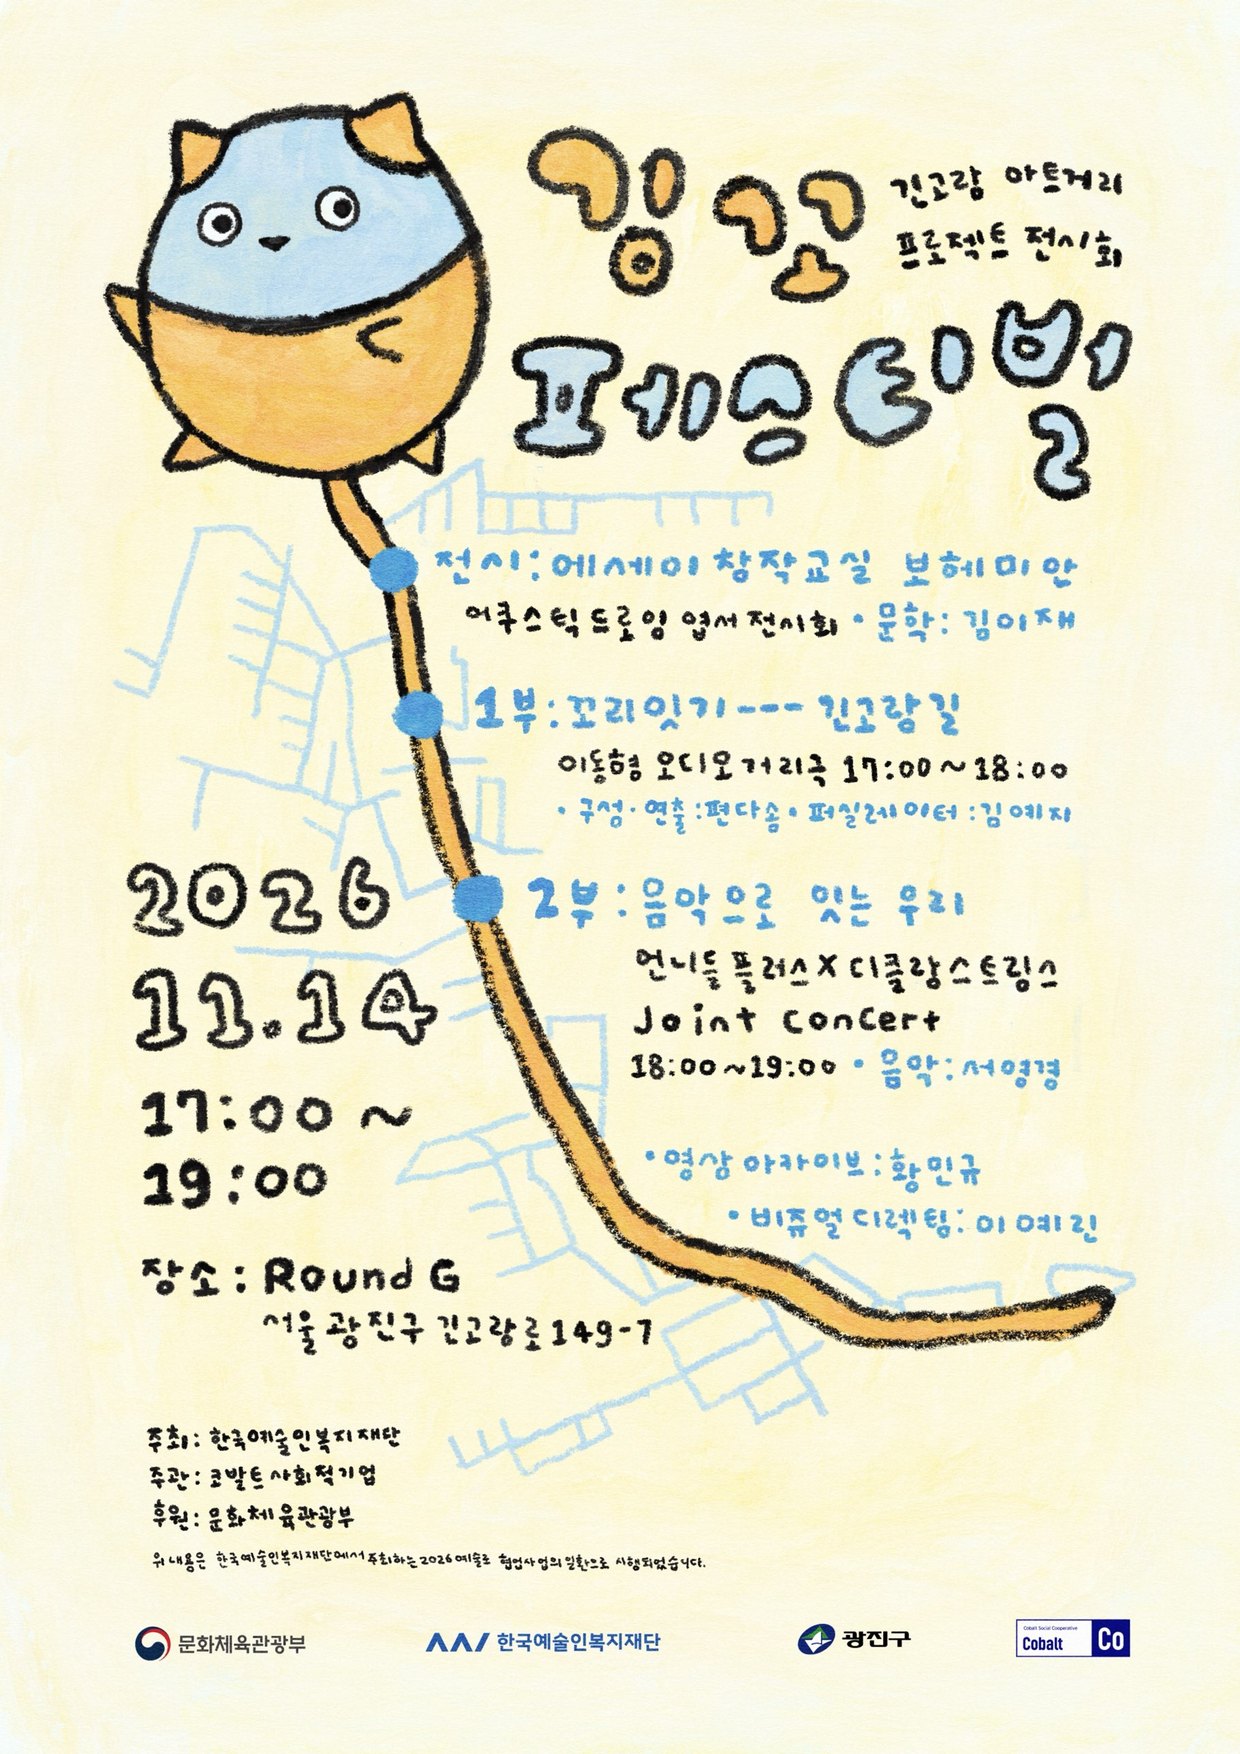 깅꼬
긴고랑 아트거리
프로젝트 전시회
페스티벌
전시: 에세이 창작교실 보헤미안
어쿠스틱 드로잉 엽서 전시회 • 문학: 김이재
1부: 꼬리잇기--- 긴고랑길
이동형 오디오 거리극 17:00~18:00
• 구성·연출: 편다솜 • 퍼실레이터: 김예지
2026
11.14
17:00~
19:00
2부: 음악으로 잇는 우리
언니들 플러스 X 디클랑스트링스
Joint concert
18:00~19:00 • 음악: 서영경
• 영상 아카이브: 황민규
• 비쥬얼 디렉팅: 이예린
장소: Round G
서울 광진구 긴고랑로 149-7
주최: 한국예술인복지재단
주관: 코발트사회적기업
후원: 문화체육관광부
위 내용은 한국예술인복지재단에서 주최하는 2026 예술로 협업사업의 일환으로 시행되었습니다.
문화체육관광부
한국예술인복지재단
광진구
Cobalt Social Cooperative
Cobalt
Co